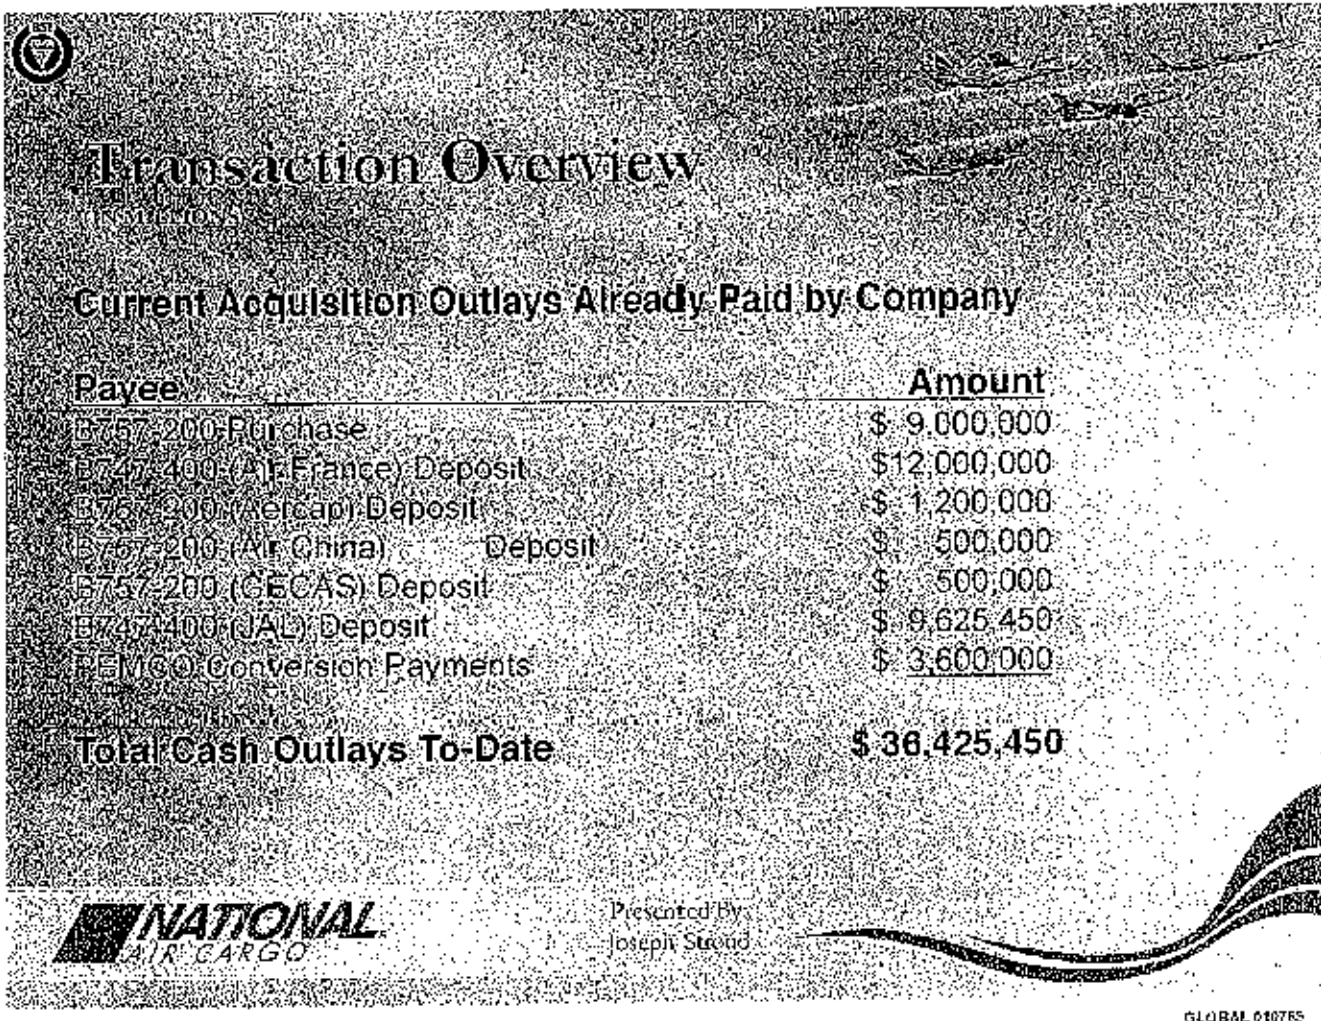 Transaction Overview
(IN MILLIONS)
Current Acquisition Outlays Already Paid by Company
Payee Amount
B757-200 Purchase $ 9,000,000
B747-400 (Air France) Deposit $12,000,000
(Aercap) Deposit $ 1,200,000
B767-200 (Air China) Deposit $ 500,000
B757-200 (GECAS) Deposit $ 500,000
B747-400 (JAL) Deposit $ 9,625,450
PEMCO Conversion Payments $ 3,600,000
Total Cash Outlays To-Date $ 36,425,450
NATIONAL
AIR CARGO
Presented By
Joseph Stroud
GLOBAL 010765